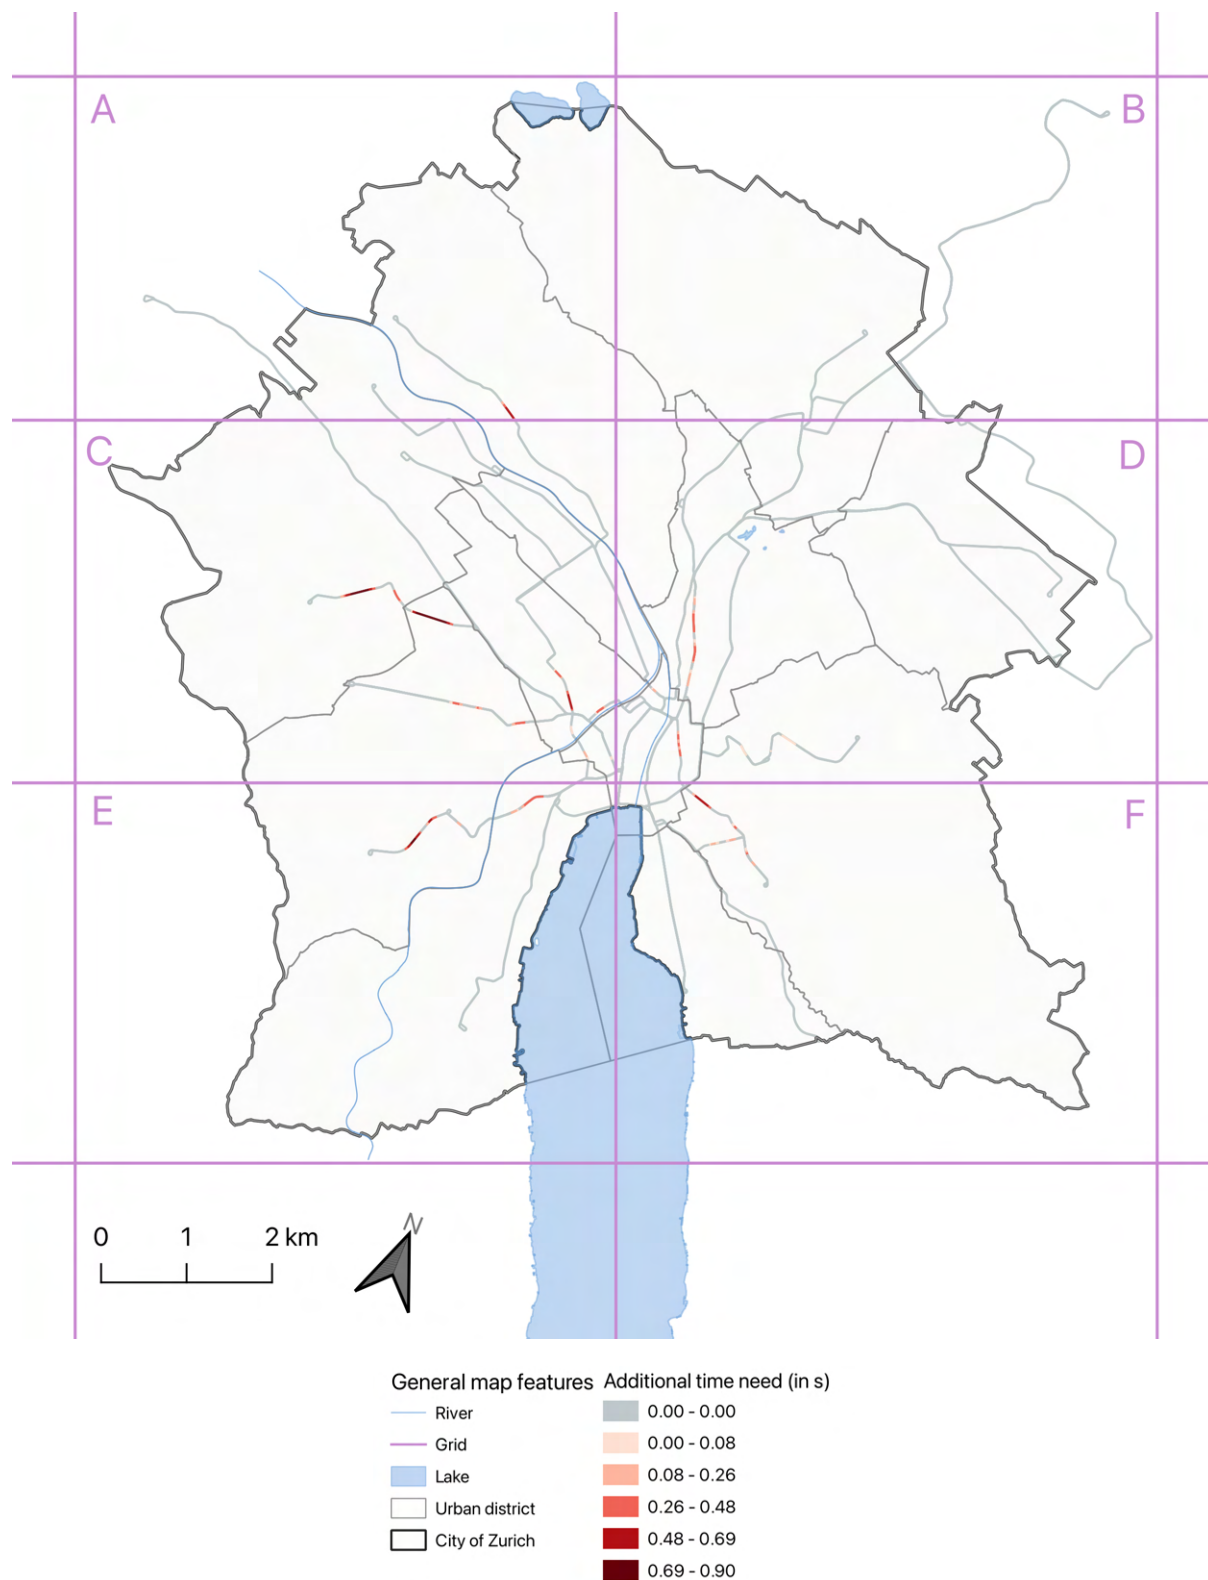 A
B
C
D
E
F
N
0 1 2 km
General map features
River
Grid
Lake
Urban district
City of Zurich
Additional time need (in s)
0.00 - 0.00
0.00 - 0.08
0.08 - 0.26
0.26 - 0.48
0.48 - 0.69
0.69 - 0.90